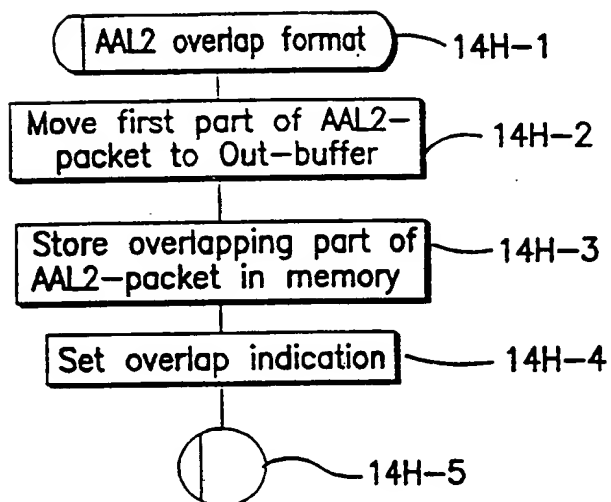 AAL2 overlap format
14H-1
Move first part of AAL2-
packet to Out-buffer
14H-2
Store overlapping part of
AAL2-packet in memory
14H-3
Set overlap indication
14H-4
14H-5